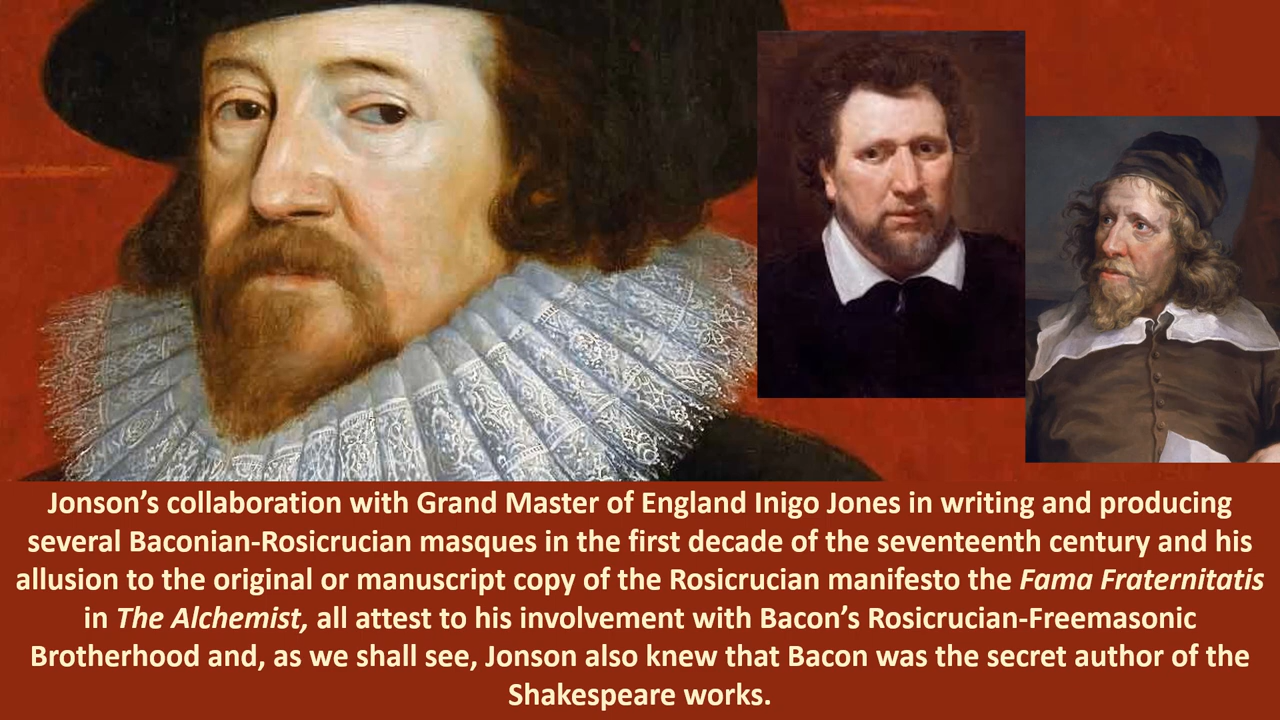 Jonson’s collaboration with Grand Master of England Inigo Jones in writing and producing
several Baconian-Rosicrucian masques in the first decade of the seventeenth century and his
allusion to the original or manuscript copy of the Rosicrucian manifesto the Fama Fraternitatis
in The Alchemist, all attest to his involvement with Bacon’s Rosicrucian-Freemasonic
Brotherhood and, as we shall see, Jonson also knew that Bacon was the secret author of the
Shakespeare works.